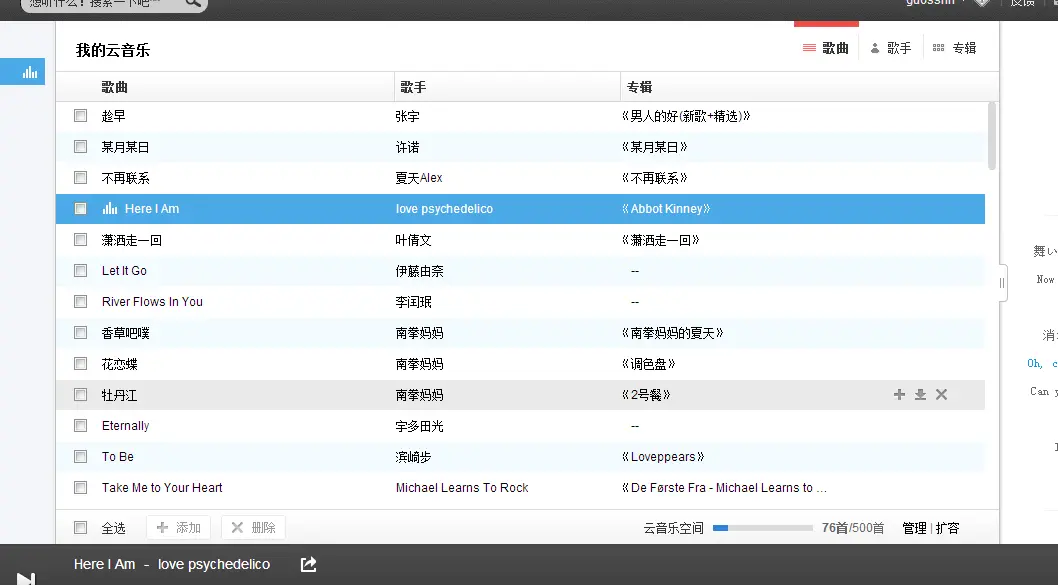 想听什么？搜索一下吧^^ guossnh 反馈
我的云音乐 歌曲 歌手 专辑
歌曲 歌手 专辑
趁早 张宇 《男人的好(新歌+精选)》
某月某日 许诺 《某月某日》
不再联系 夏天Alex 《不再联系》
Here I Am love psychedelico 《Abbot Kinney》
潇洒走一回 叶倩文 《潇洒走一回》
舞い
Let It Go 伊藤由奈 --
Now
River Flows In You 李闰珉 --
香草吧噗 南拳妈妈 《南拳妈妈的夏天》
花恋蝶 南拳妈妈 《调色盘》
Oh, c
牡丹江 南拳妈妈 《2号餐》
Can y
Eternally 宇多田光 --
To Be 滨崎步 《Loveppears》
Take Me to Your Heart Michael Learns To Rock 《De Første Fra - Michael Learns to ...
全选 添加 删除 云音乐空间 76首/500首 管理 | 扩容
Here I Am - love psychedelico